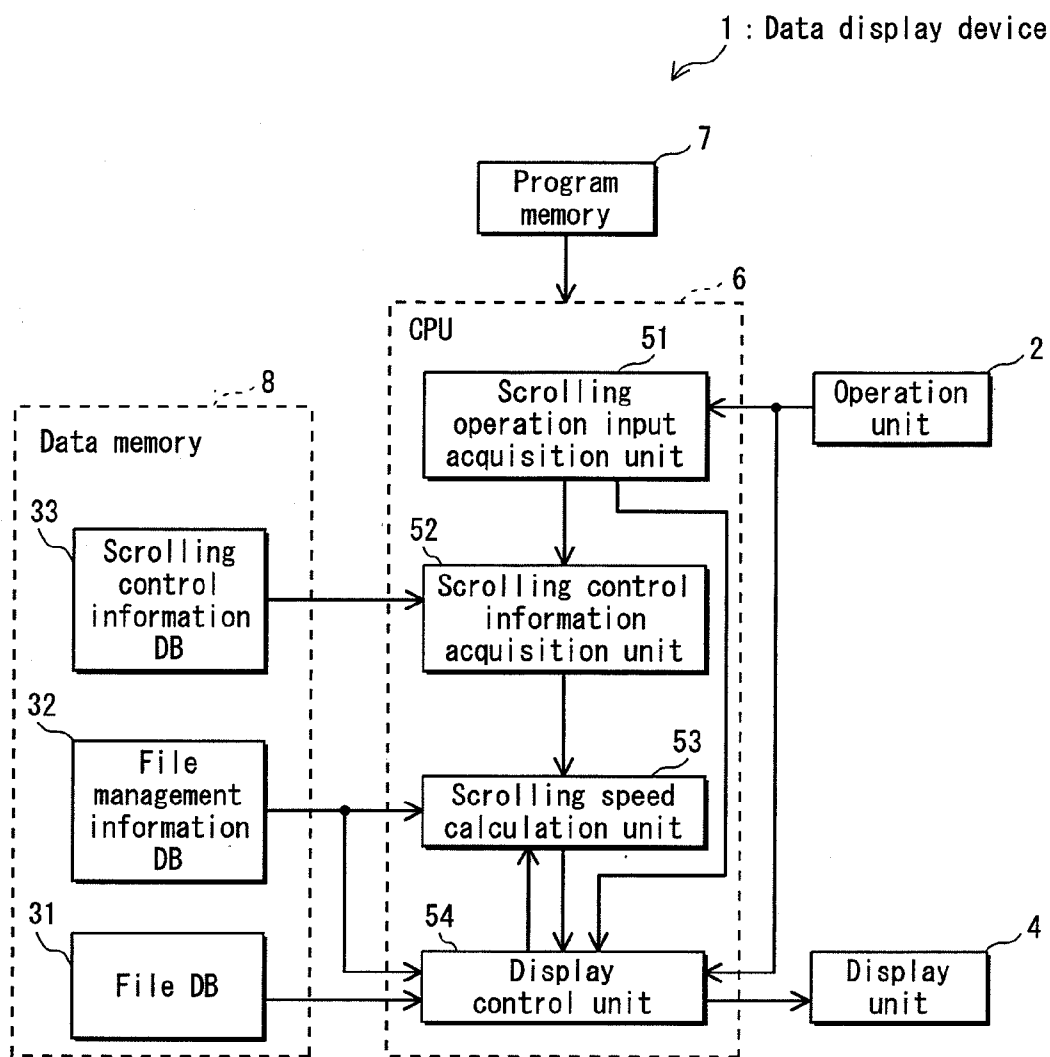 1 : Data display device
7
Program
memory
6
CPU
51
Scrolling
operation input
acquisition unit
2
Operation
unit
8
Data memory
33
Scrolling
control
information
DB
52
Scrolling control
information
acquisition unit
32
File
management
information
DB
53
Scrolling speed
calculation unit
31
File DB
54
Display
control unit
4
Display
unit